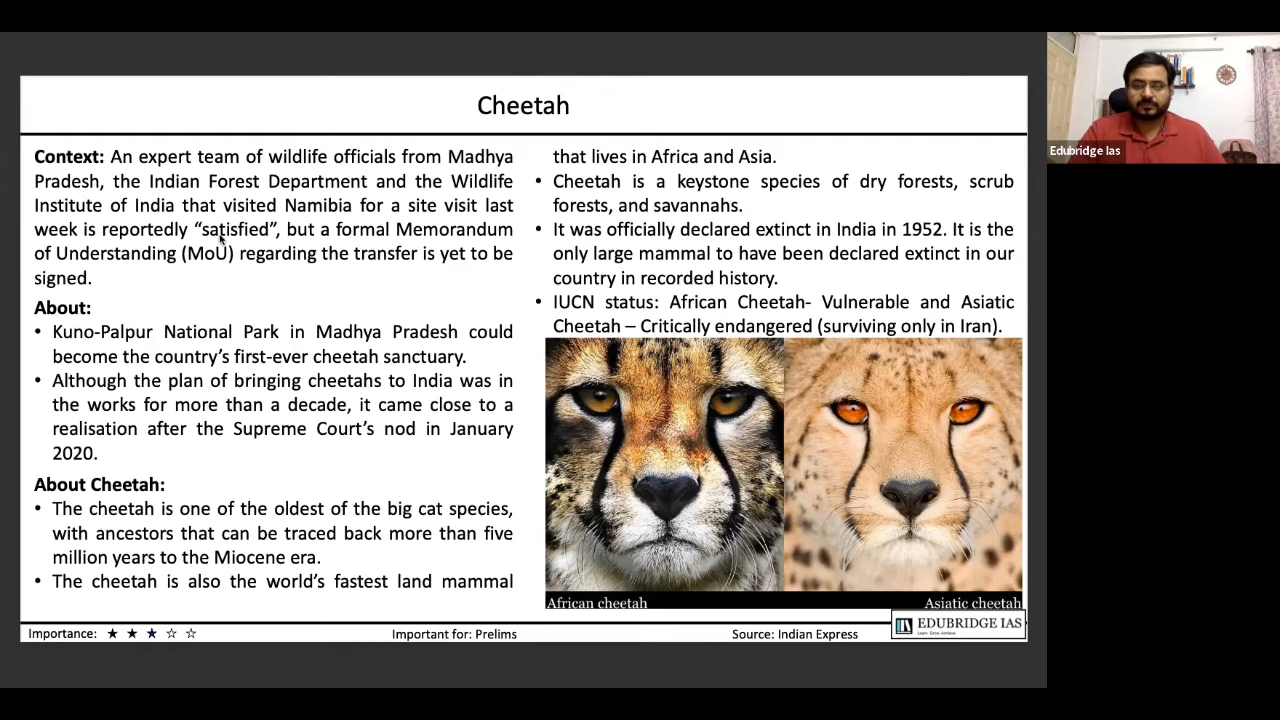 Cheetah
Context: An expert team of wildlife officials from Madhya
Pradesh, the Indian Forest Department and the Wildlife
Institute of India that visited Namibia for a site visit last
week is reportedly “satisfied”, but a formal Memorandum
of Understanding (MoU) regarding the transfer is yet to be
signed.
About:
• Kuno-Palpur National Park in Madhya Pradesh could
become the country’s first-ever cheetah sanctuary.
• Although the plan of bringing cheetahs to India was in
the works for more than a decade, it came close to a
realisation after the Supreme Court’s nod in January
2020.
About Cheetah:
• The cheetah is one of the oldest of the big cat species,
with ancestors that can be traced back more than five
million years to the Miocene era.
• The cheetah is also the world’s fastest land mammal
that lives in Africa and Asia.
• Cheetah is a keystone species of dry forests, scrub
forests, and savannahs.
• It was officially declared extinct in India in 1952. It is the
only large mammal to have been declared extinct in our
country in recorded history.
• IUCN status: African Cheetah- Vulnerable and Asiatic
Cheetah – Critically endangered (surviving only in Iran).
African cheetah
Asiatic cheetah
Importance: ★ ★ ★ ☆ ☆
Important for: Prelims
Source: Indian Express
EDUBRIDGE IAS
Learn Grow Achieve
Edubridge Ias